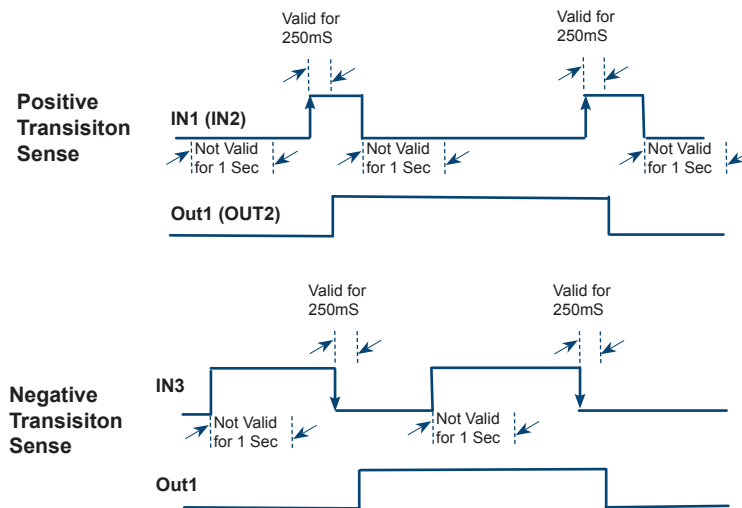 Valid for
250mS
Valid for
250mS
Positive
Transisiton
Sense
IN1 (IN2)
Not Valid
for 1 Sec
Not Valid
for 1 Sec
Not Valid
for 1 Sec
Out1 (OUT2)
Valid for
250mS
Valid for
250mS
Negative
Transisiton
Sense
IN3
Not Valid
for 1 Sec
Not Valid
for 1 Sec
Out1